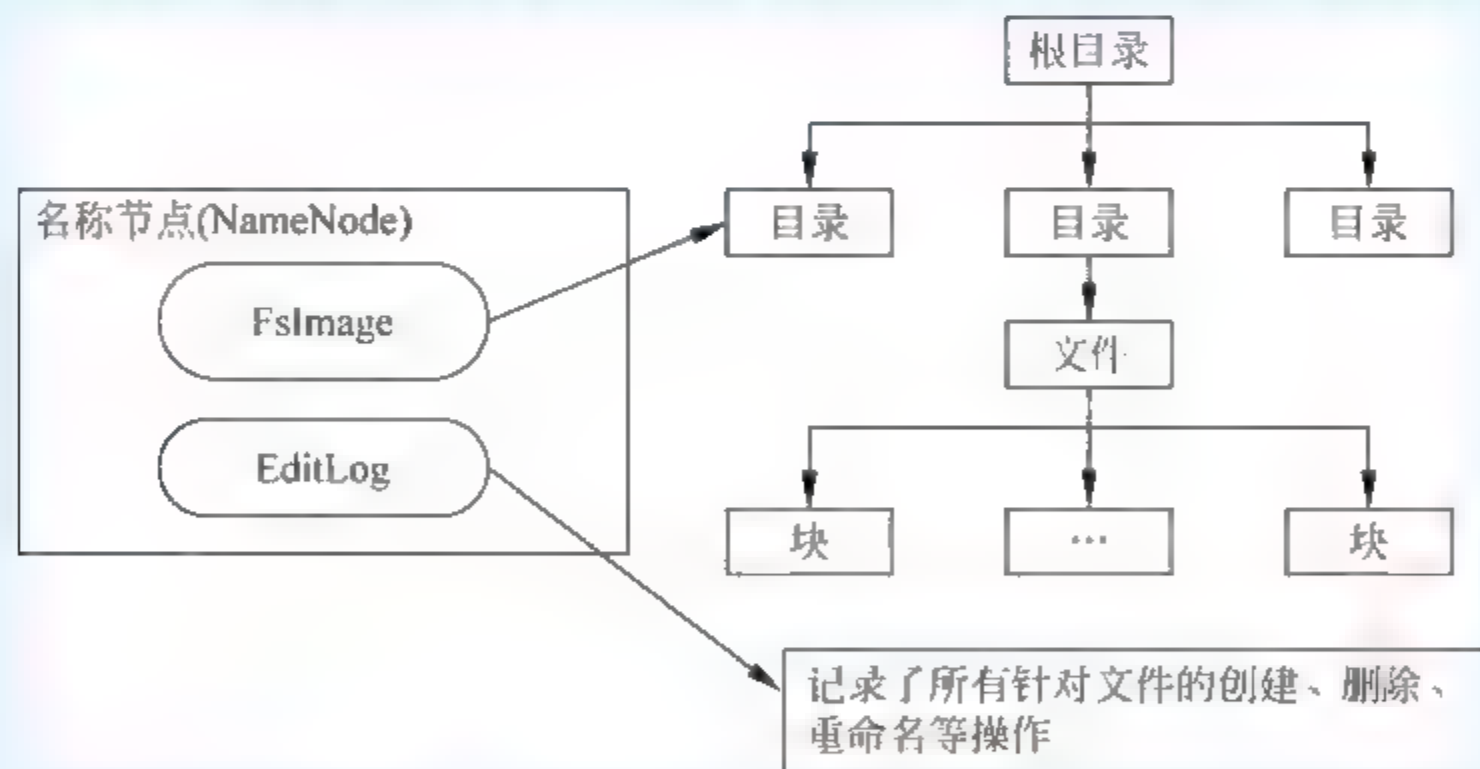 根目录
名称节点(NameNode)
目录
目录
目录
FsImage
文件
EditLog
块
…
块
记录了所有针对文件的创建、删除、
重命名等操作